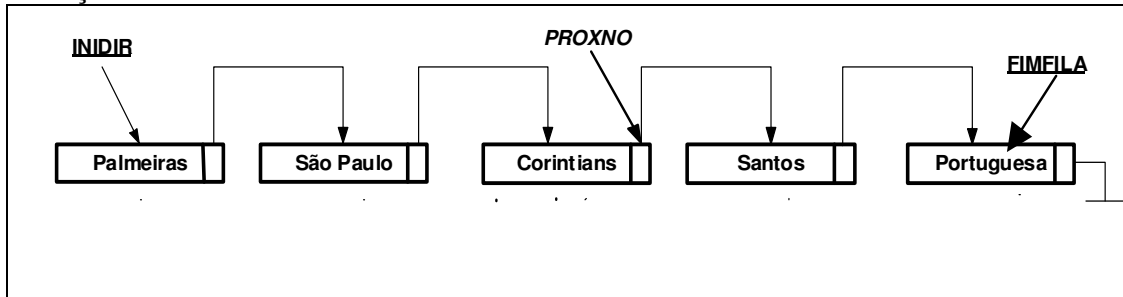 INIDIR
PROXNO
FIMFILA
Palmeiras São Paulo Corintians Santos Portuguesa